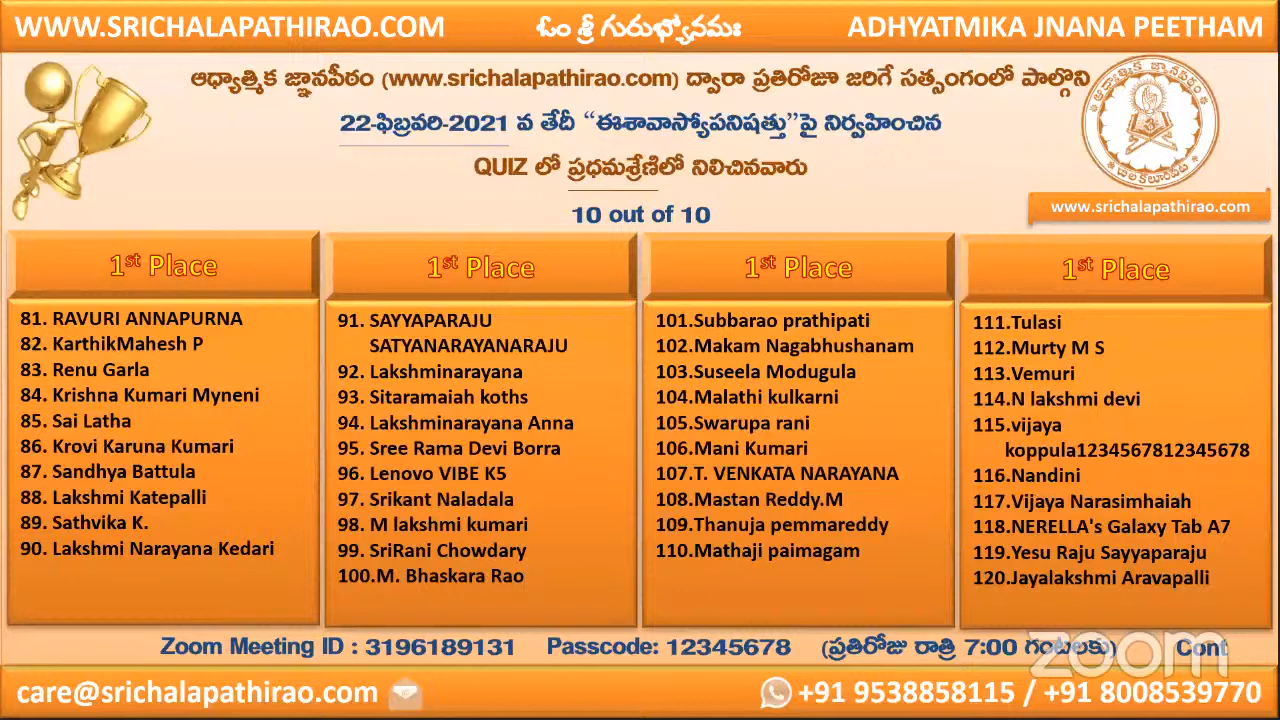 WWW.SRICHALAPATHIRAO.COM
ఓం శ్రీ గురుభ్యోనమః
ADHYATMIKA JNANA PEETHAM
ఆధ్యాత్మిక జ్ఞానపీఠం (www.srichalapathirao.com) ద్వారా ప్రతిరోజూ జరిగే సత్సంగంలో పాల్గొని
22-ఫిబ్రవరి-2021 వ తేదీ “ఈశావాస్యోపనిషత్తు”పై నిర్వహించిన
QUIZ లో ప్రధమశ్రేణిలో నిలిచినవారు
10 out of 10
www.srichalapathirao.com
1st Place
81. RAVURI ANNAPURNA
82. KarthikMahesh P
83. Renu Garla
84. Krishna Kumari Myneni
85. Sai Latha
86. Krovi Karuna Kumari
87. Sandhya Battula
88. Lakshmi Katepalli
89. Sathvika K.
90. Lakshmi Narayana Kedari
1st Place
91. SAYYAPARAJU
SATYANARAYANARAJU
92. Lakshminarayana
93. Sitaramaiah koths
94. Lakshminarayana Anna
95. Sree Rama Devi Borra
96. Lenovo VIBE K5
97. Srikant Naladala
98. M lakshmi kumari
99. SriRani Chowdary
100.M. Bhaskara Rao
1st Place
101.Subbarao prathipati
102.Makam Nagabhushanam
103.Suseela Modugula
104.Malathi kulkarni
105.Swarupa rani
106.Mani Kumari
107.T. VENKATA NARAYANA
108.Mastan Reddy.M
109.Thanuja pemmareddy
110.Mathaji paimagam
1st Place
111.Tulasi
112.Murty M S
113.Vemuri
114.N lakshmi devi
115.vijaya
koppula1234567812345678
116.Nandini
117.Vijaya Narasimhaiah
118.NERELLA's Galaxy Tab A7
119.Yesu Raju Sayyaparaju
120.Jayalakshmi Aravapalli
Zoom Meeting ID : 3196189131 Passcode: 12345678 (ప్రతిరోజు రాత్రి 7:00 గంటలకు) Cont
zoom
care@srichalapathirao.com
+91 9538858115 / +91 8008539770